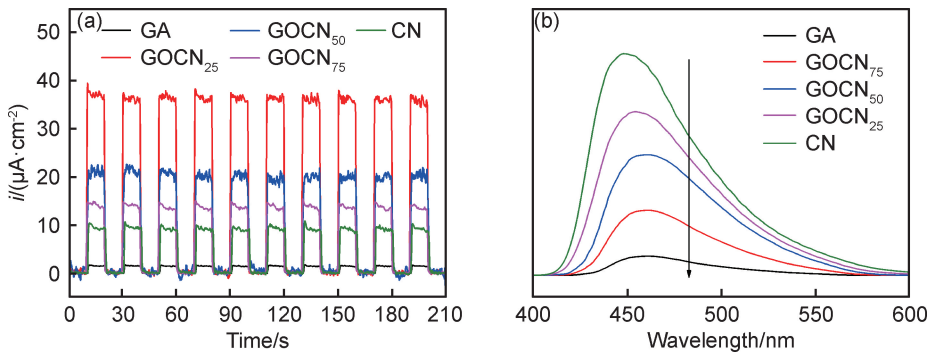 (a)
GA
GOCN50
CN
GOCN25
GOCN75
i/(μA·cm-2)
50
40
30
20
10
0
0 30 60 90 120 150 180 210
Time/s
(b)
GA
GOCN75
GOCN50
GOCN25
CN
400 450 500 550 600
Wavelength/nm